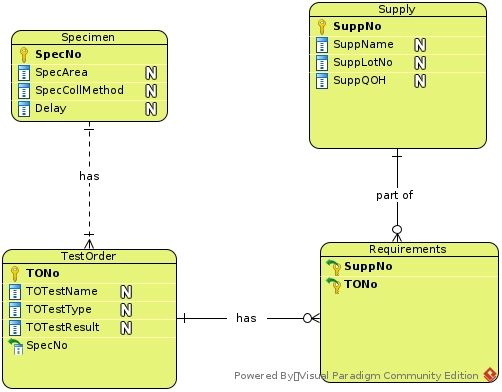 Specimen
SpecNo
SpecArea N
SpecCollMethod N
Delay N
Supply
SuppNo
SuppName N
SuppLotNo N
SuppQOH N
has
part of
TestOrder
TONo
TOTestName N
TOTestType N
TOTestResult N
SpecNo
has
Requirements
SuppNo
TONo
Powered By[]Visual Paradigm Community Edition